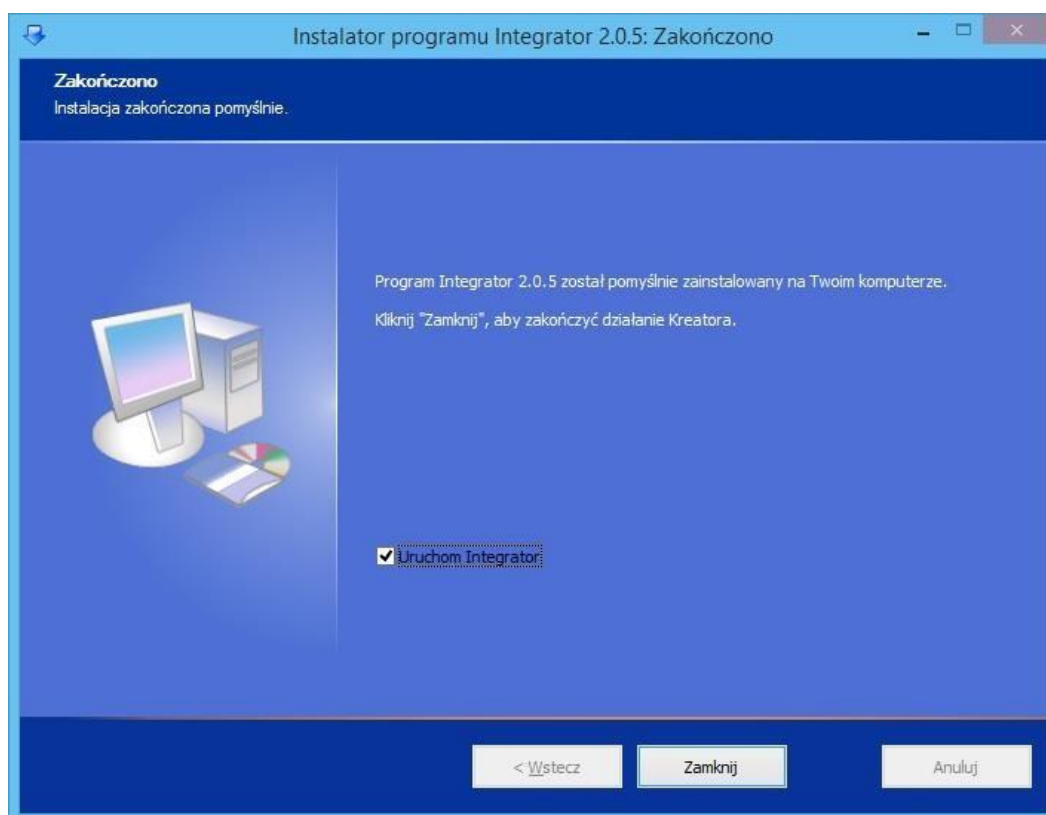 Instalator programu Integrator 2.0.5: Zakończono
Zakończono
Instalacja zakończona pomyślnie.
Program Integrator 2.0.5 został pomyślnie zainstalowany na Twoim komputerze.
Kliknij "Zamknij", aby zakończyć działanie Kreatora.
Uruchom Integrator
< Wstecz
Zamknij
Anuluj